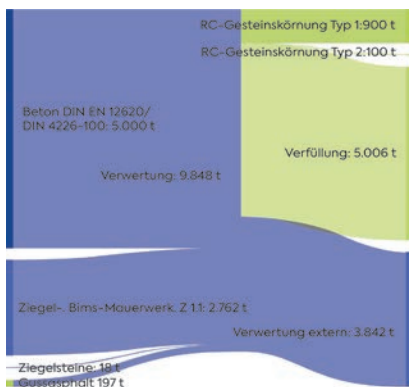 RC-Gesteinskörnung Typ 1:900 t
RC-Gesteinskörnung Typ 2:100 t
Beton DIN EN 12620/
DIN 4226-100: 5.000 t
Verfüllung: 5.006 t
Verwertung: 9.848 t
Ziegel-. Bims-Mauerwerk. Z 1.1: 2.762 t
Verwertung extern: 3.842 t
Ziegelsteine: 18 t
Gussasphalt 197 t